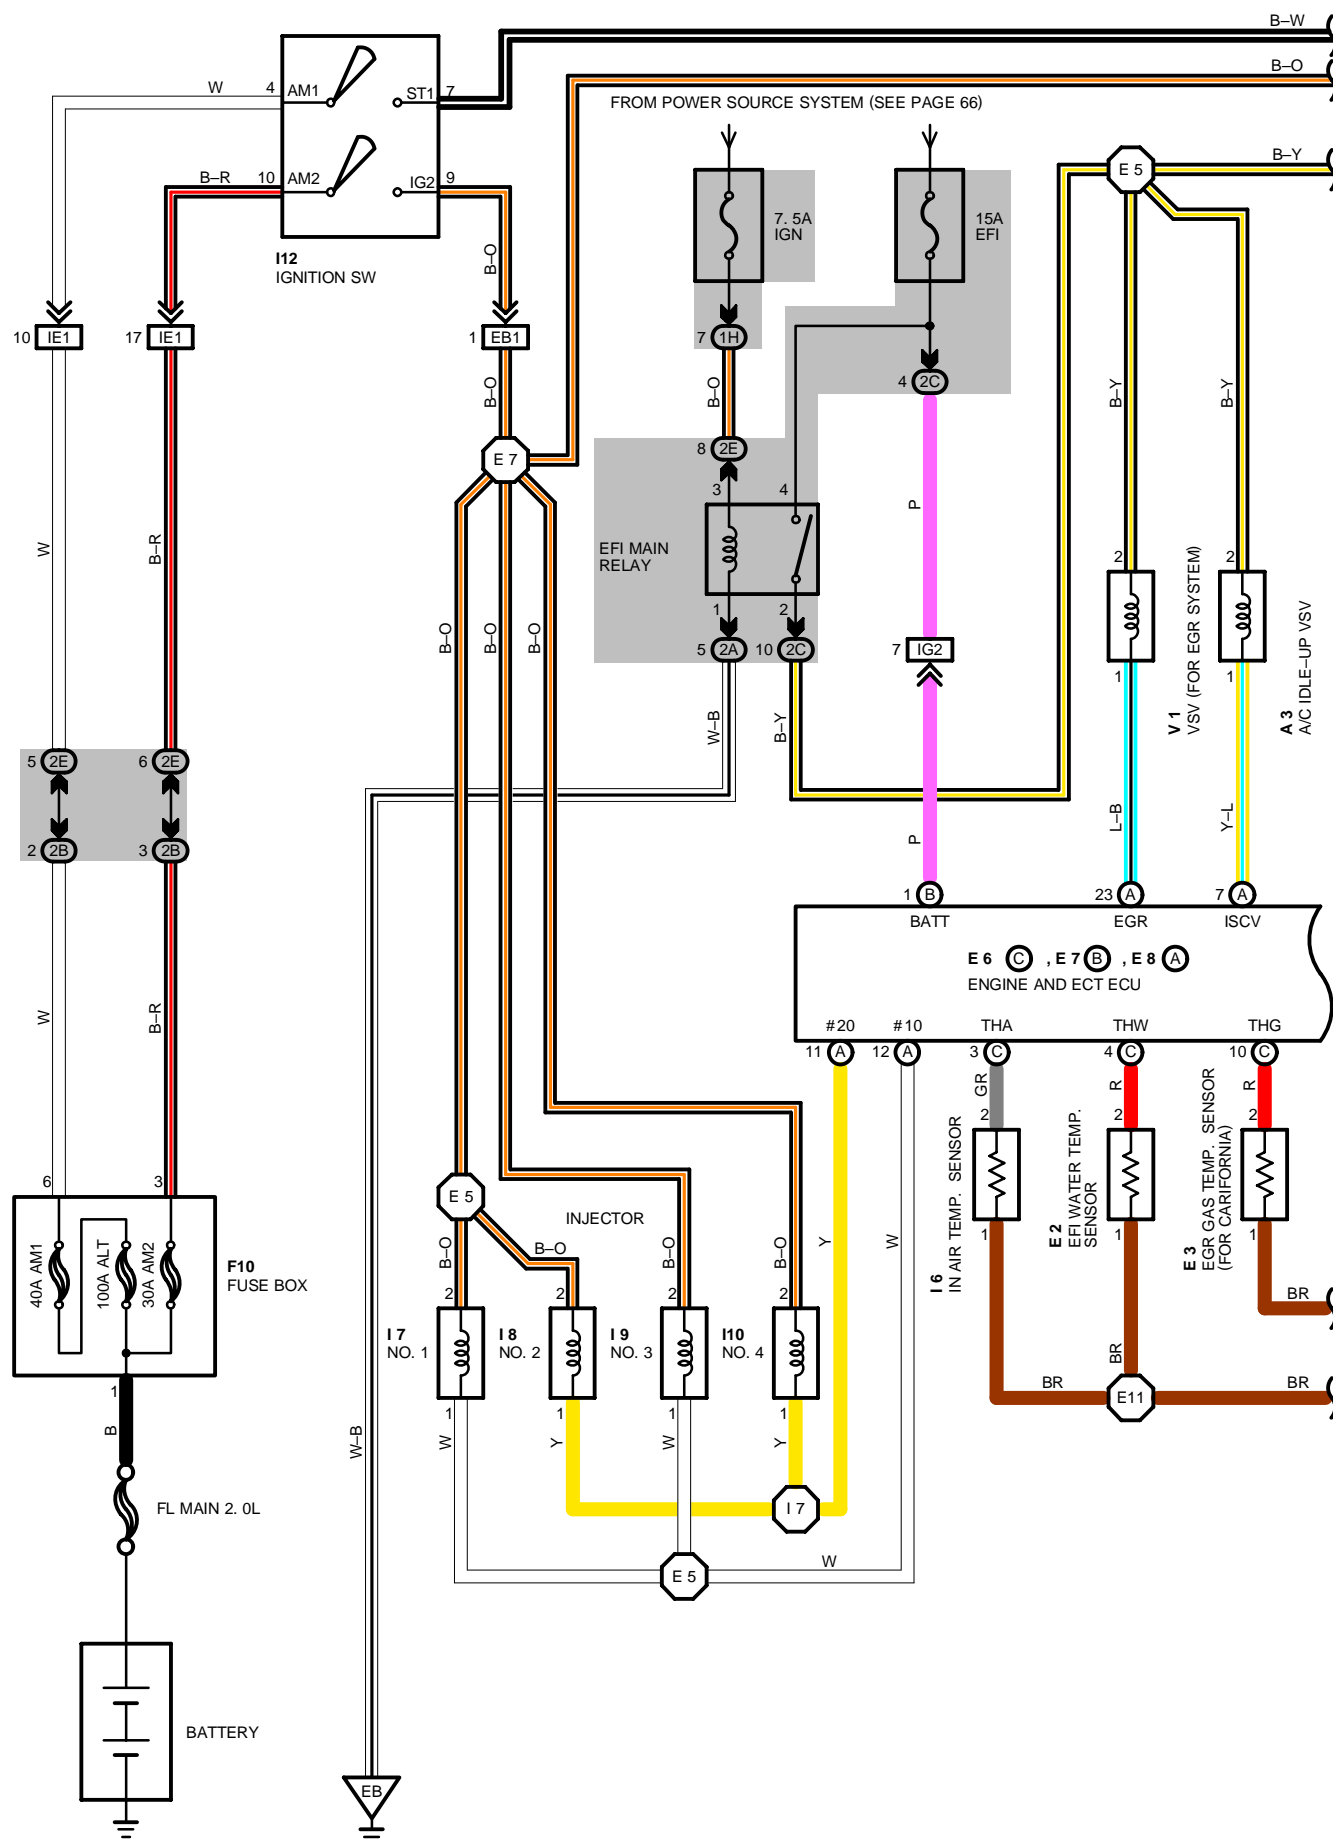 B–W
B–O
W
4
AM1
ST1
7
FROM POWER SOURCE SYSTEM (SEE PAGE 66)
B–R
10
AM2
IG2
9
E 5
B–Y
7. 5A
IGN
15A
EFI
I12
IGNITION SW
B–O
10
IE1
17
IE1
1
EB1
7
1H
4
2C
B–O
B–O
B–Y
B–Y
E 7
8
2E
3
4
W
B–R
P
EFI MAIN
RELAY
2
2
1
2
B–O
B–O
B–O
5
2A
10
2C
7
IG2
1
1
V 1
VSV (FOR EGR SYSTEM)
A 3
A/C IDLE–UP VSV
W–B
B–Y
5
2E
6
2E
2
2B
3
2B
P
L–B
Y–L
1
B
23
A
7
A
BATT
EGR
ISCV
E 6 C , E 7 B , E 8 A
ENGINE AND ECT ECU
W
B–R
#20
#10
THA
THW
THG
11
A
12
A
3
C
4
C
10
C
GR
R
R
2
2
2
I 6
IN AIR TEMP. SENSOR
E 2
EFI WATER TEMP.
SENSOR
E 3
EGR GAS TEMP. SENSOR
(FOR CARIFORNIA)
1
1
1
6
3
E 5
INJECTOR
B–O
B–O
B–O
B–O
Y
W
40A AM1
100A ALT
30A AM2
F10
FUSE BOX
2
2
2
2
BR
I 7
NO. 1
I 8
NO. 2
I 9
NO. 3
I10
NO. 4
BR
BR
E11
BR
1
B
1
W
1
Y
1
W
1
Y
W–B
FL MAIN 2. 0L
I 7
W
E 5
BATTERY
EB